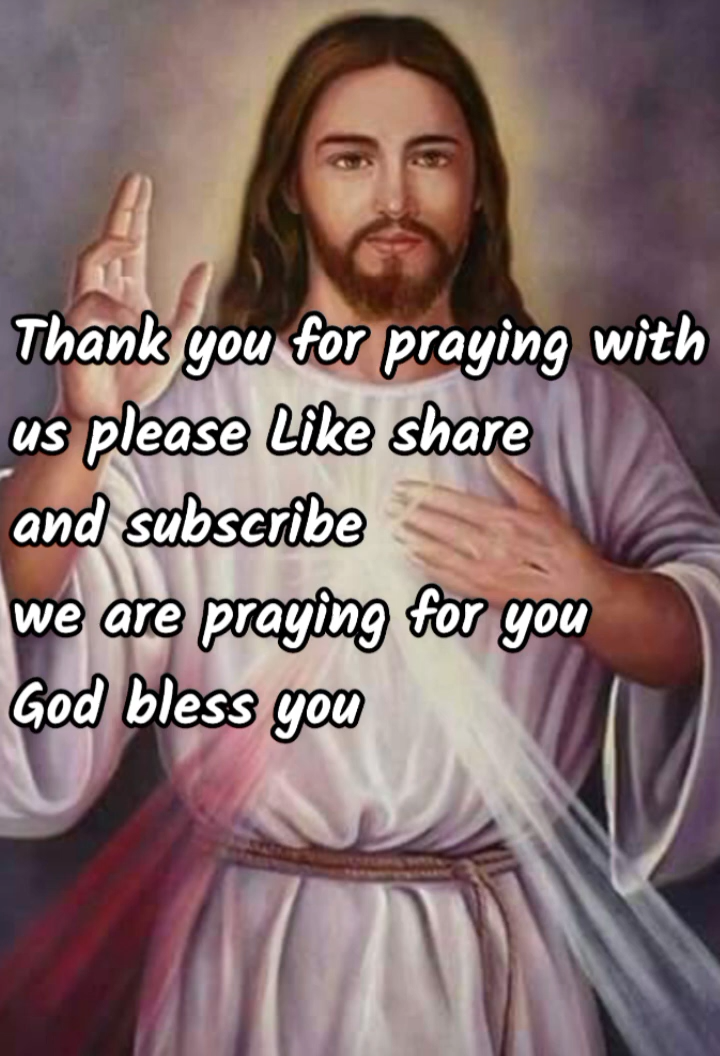 Thank you for praying with
us please Like share
and subscribe
we are praying for you
God bless you